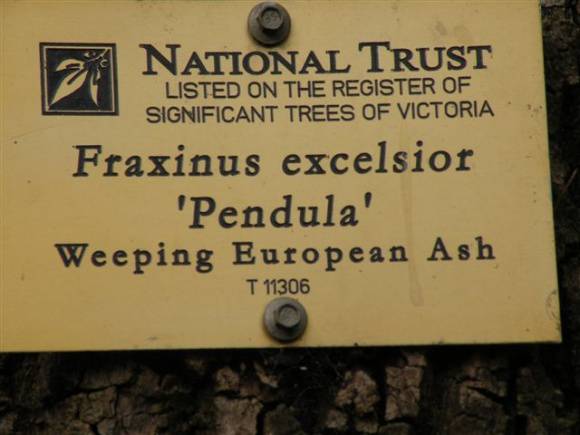 NATIONAL TRUST
LISTED ON THE REGISTER OF
SIGNIFICANT TREES OF VICTORIA
Fraxinus excelsior
'Pendula'
Weeping European Ash
T 11306